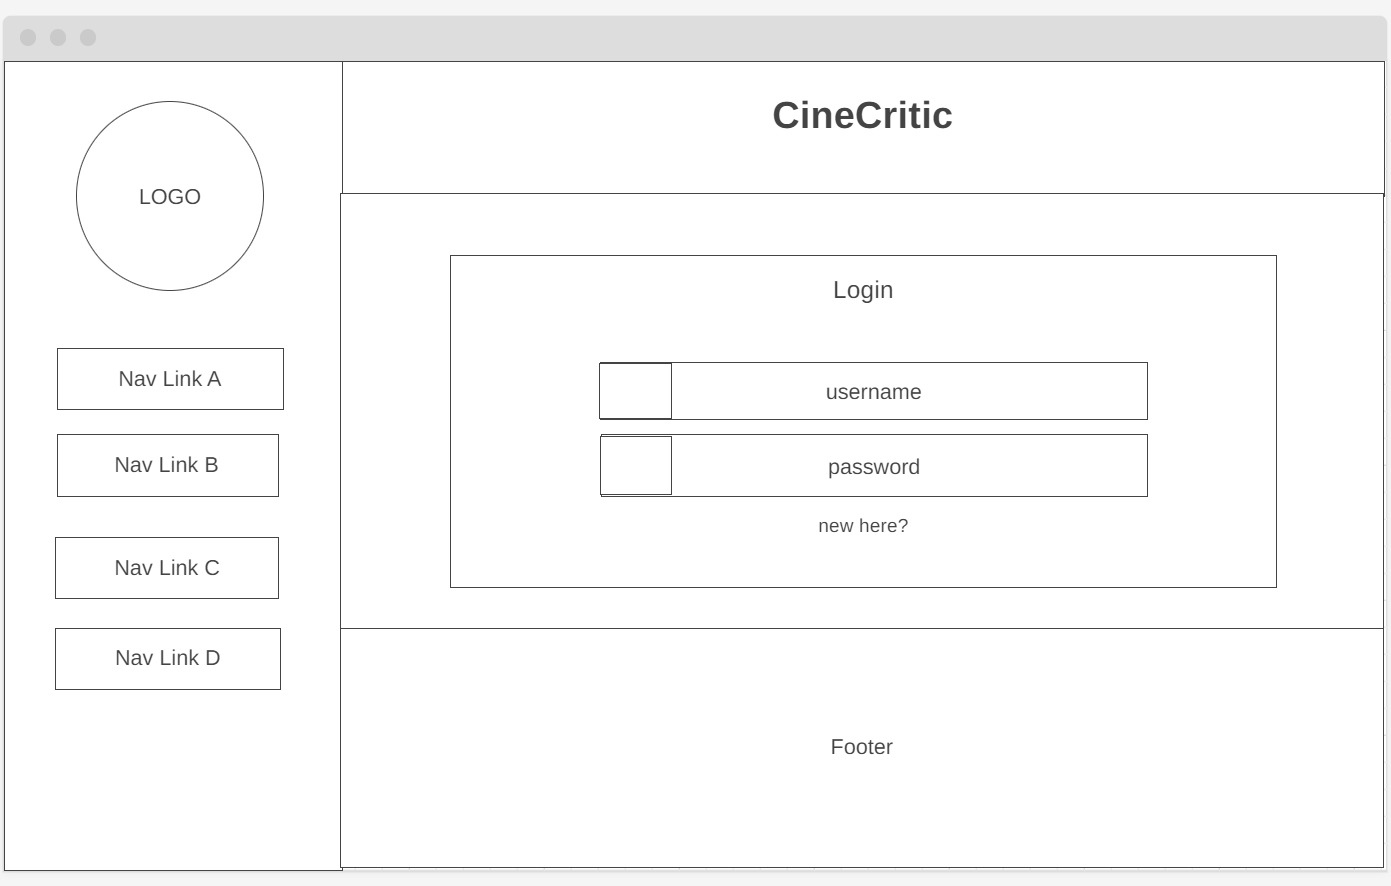 LOGO
Nav Link A
Nav Link B
Nav Link C
Nav Link D
CineCritic
Login
username
password
new here?
Footer